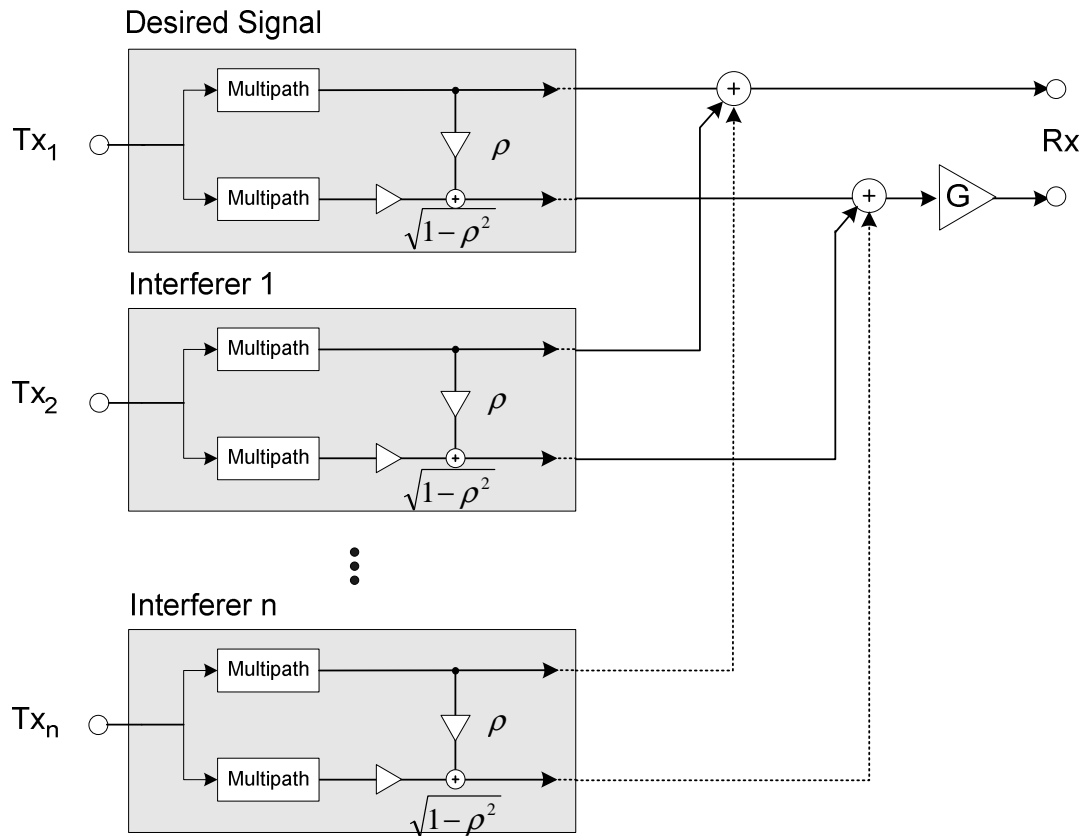 Desired Signal
Multipath
Tx₁
ρ
Rx
Multipath
G
√1−ρ²
Interferer 1
Multipath
Tx₂
ρ
Multipath
√1−ρ²
Interferer n
Multipath
Txₙ
ρ
Multipath
√1−ρ²